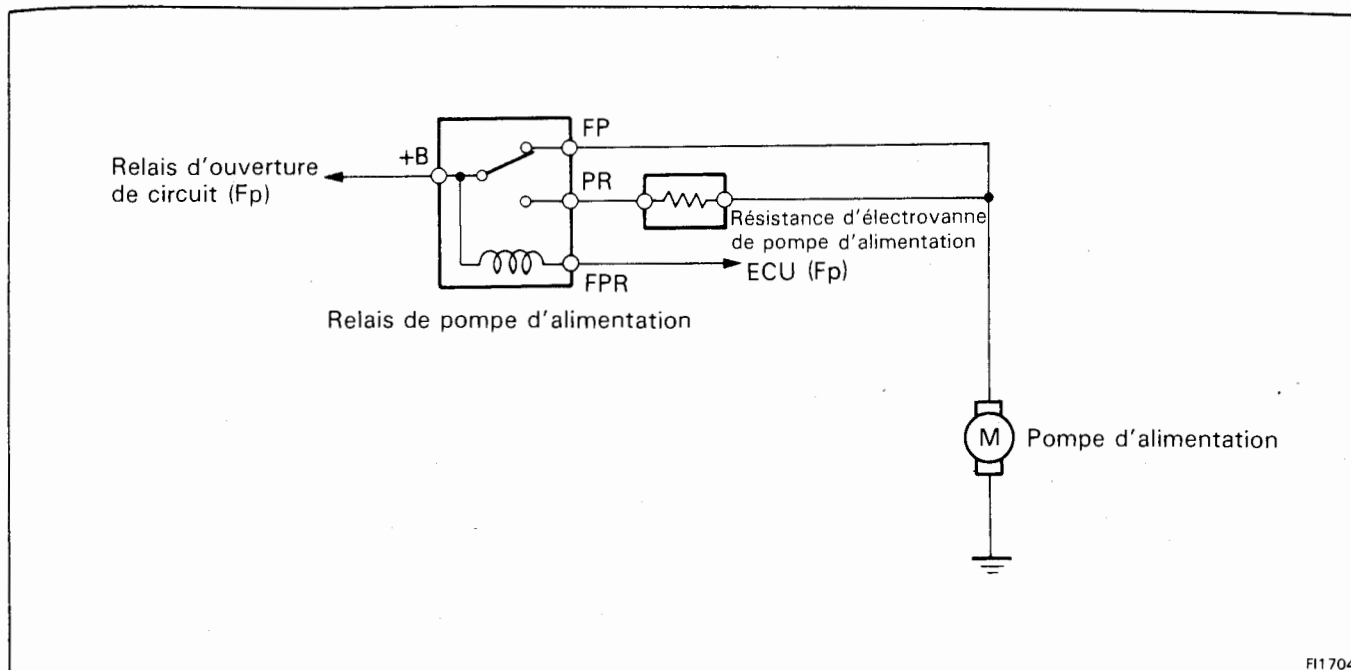 FP
+B
Relais d'ouverture
de circuit (Fp)
PR
Résistance d'électrovanne
de pompe d'alimentation
ECU (Fp)
FPR
Relais de pompe d'alimentation
M
Pompe d'alimentation
FI1704